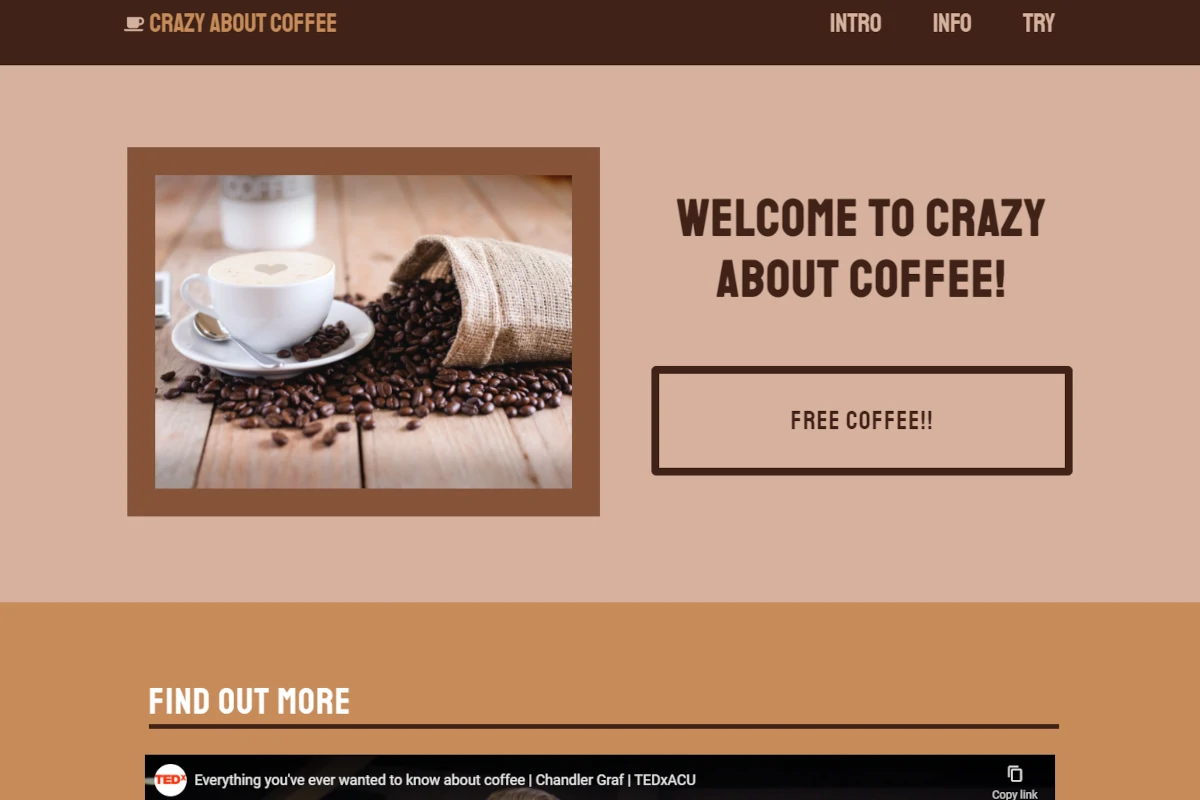 CRAZY ABOUT COFFEE
INTRO INFO TRY
COFFEE
WELCOME TO CRAZY
ABOUT COFFEE!
FREE COFFEE!!
FIND OUT MORE
TEDx
Everything you've ever wanted to know about coffee | Chandler Graf | TEDxACU
Copy link